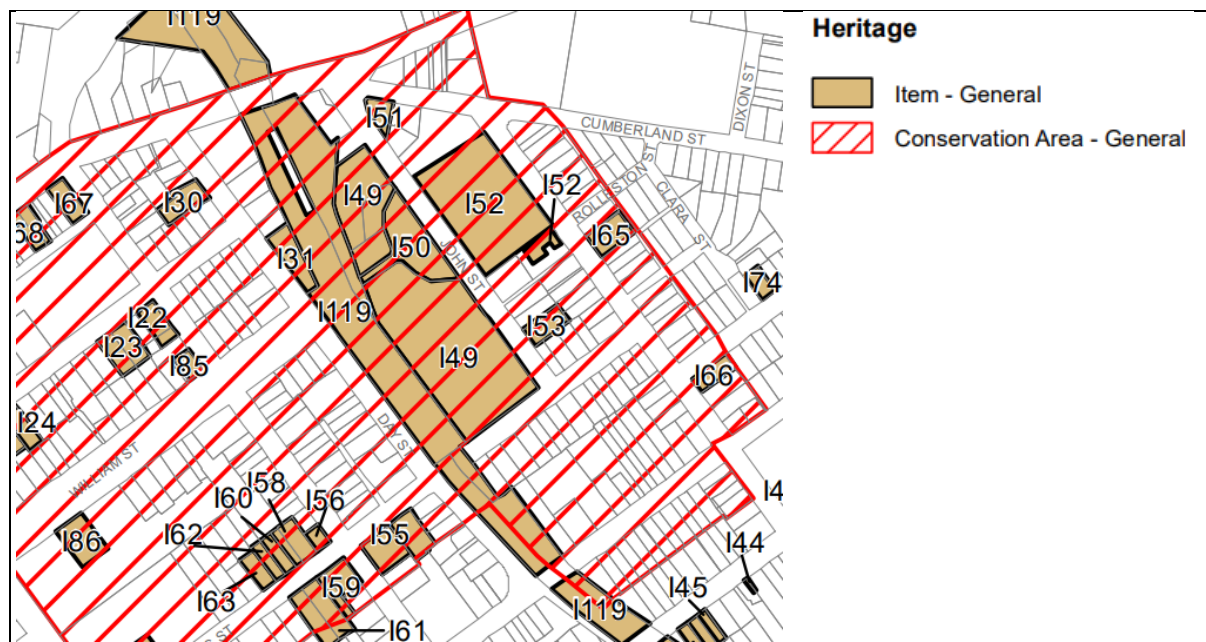 I119
Heritage
Item - General
Conservation Area - General
DIXON ST
CUMBERLAND ST
I51
I49
I52
I52
ROLLESTON ST
CLARA ST
I67
I30
I68
I65
I31
I50
JOHN ST
I74
I119
I22
I23
I53
I85
I49
I66
I24
DAY ST
WILLIAM ST
I58
I60
I56
I4
I62
I55
I86
I44
I63
I59
I119
I45
I61
ST